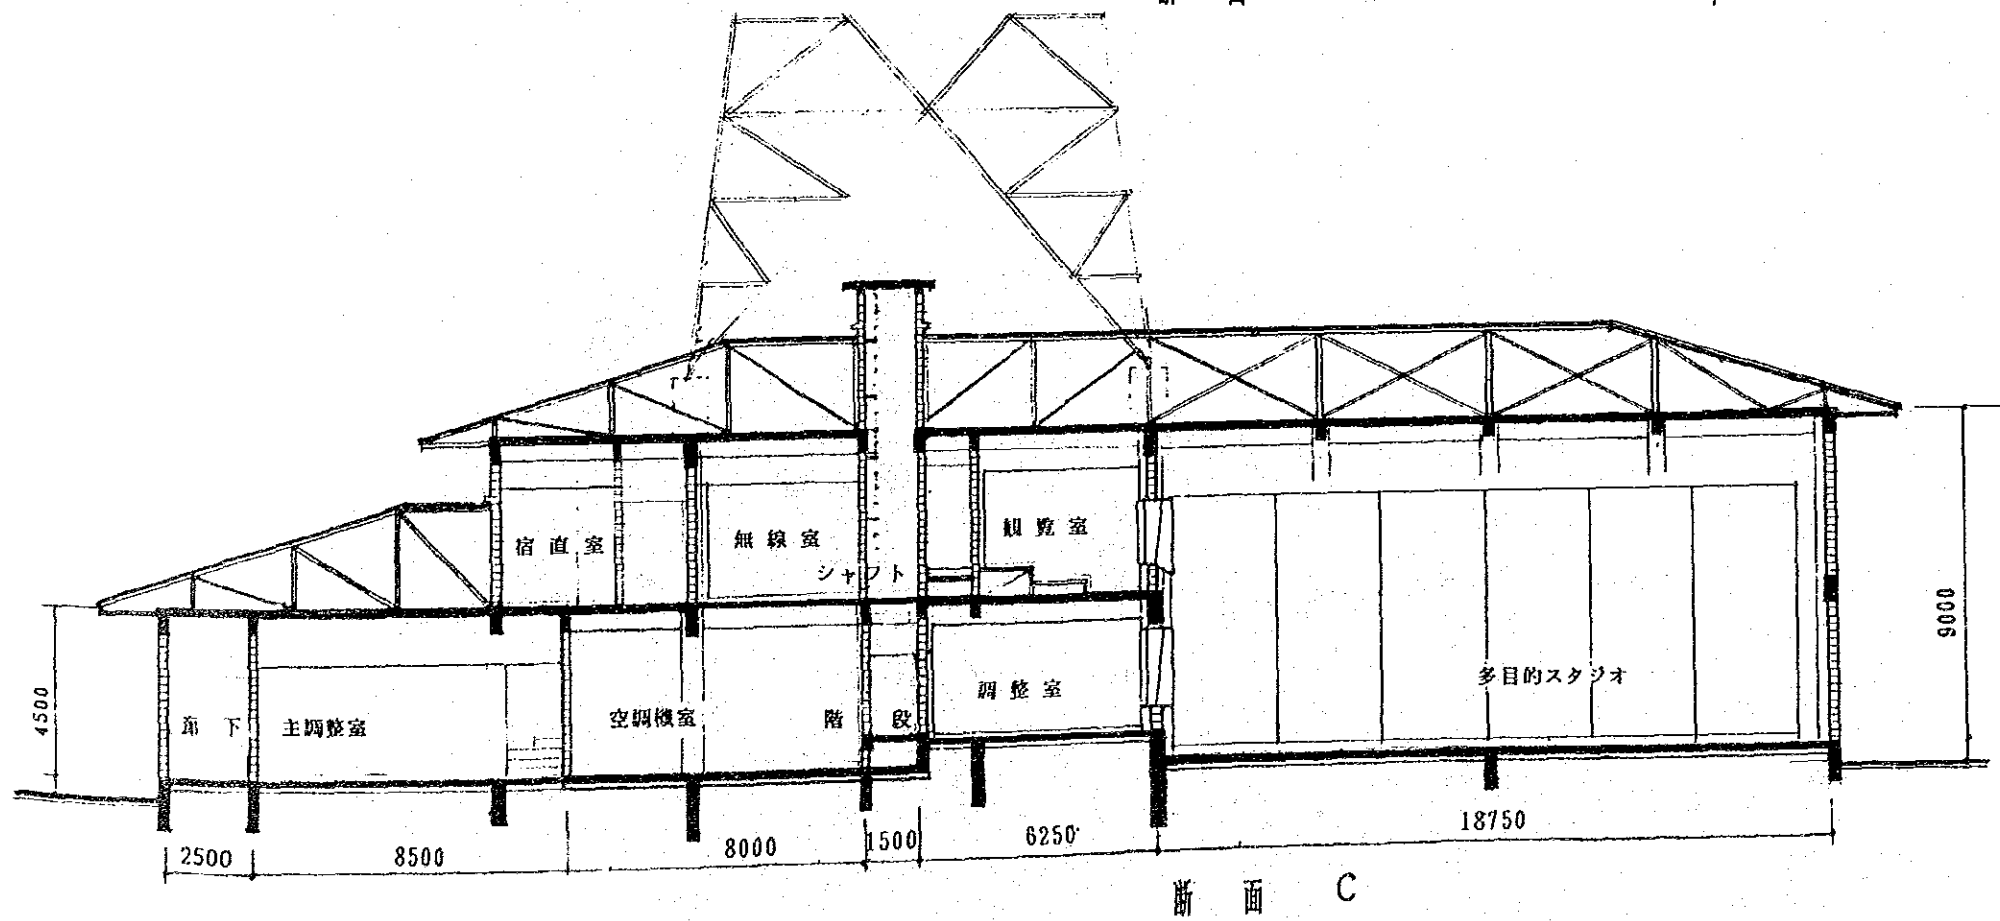 宿直室
無線室
観覧室
シャフト
調整室
多目的スタジオ
廊下
主調整室
空調機室
階段
4500
9000
2500
8500
8000
1500
6250
18750
断面 C